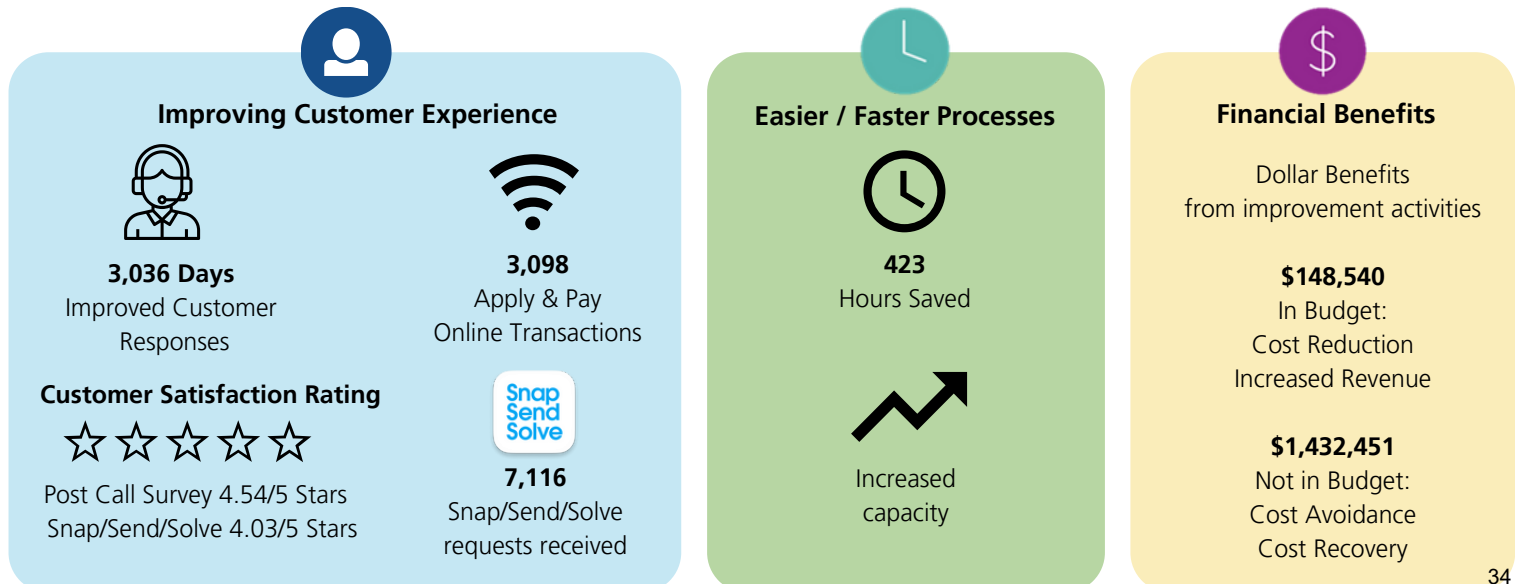 Improving Customer Experience
3,036 Days
Improved Customer
Responses
3,098
Apply & Pay
Online Transactions
Customer Satisfaction Rating
Post Call Survey 4.54/5 Stars
Snap/Send/Solve 4.03/5 Stars
Snap
Send
Solve
7,116
Snap/Send/Solve
requests received
Easier / Faster Processes
423
Hours Saved
Increased
capacity
$
Financial Benefits
Dollar Benefits
from improvement activities
$148,540
In Budget:
Cost Reduction
Increased Revenue
$1,432,451
Not in Budget:
Cost Avoidance
Cost Recovery
34